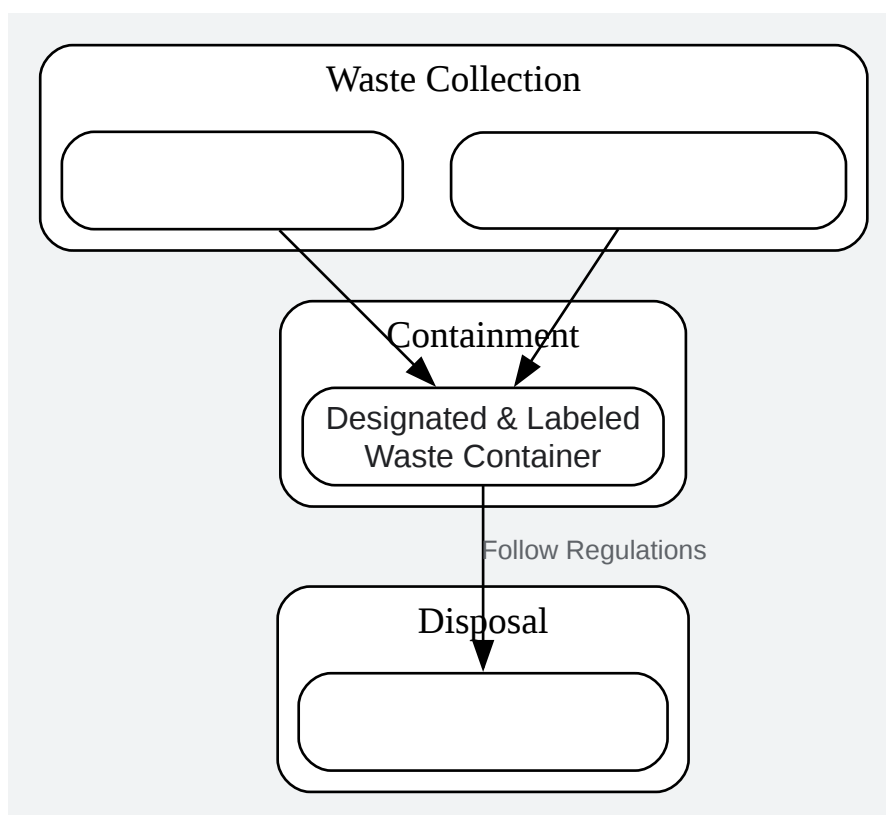 Waste Collection
Containment
Designated & Labeled
Waste Container
Follow Regulations
Disposal